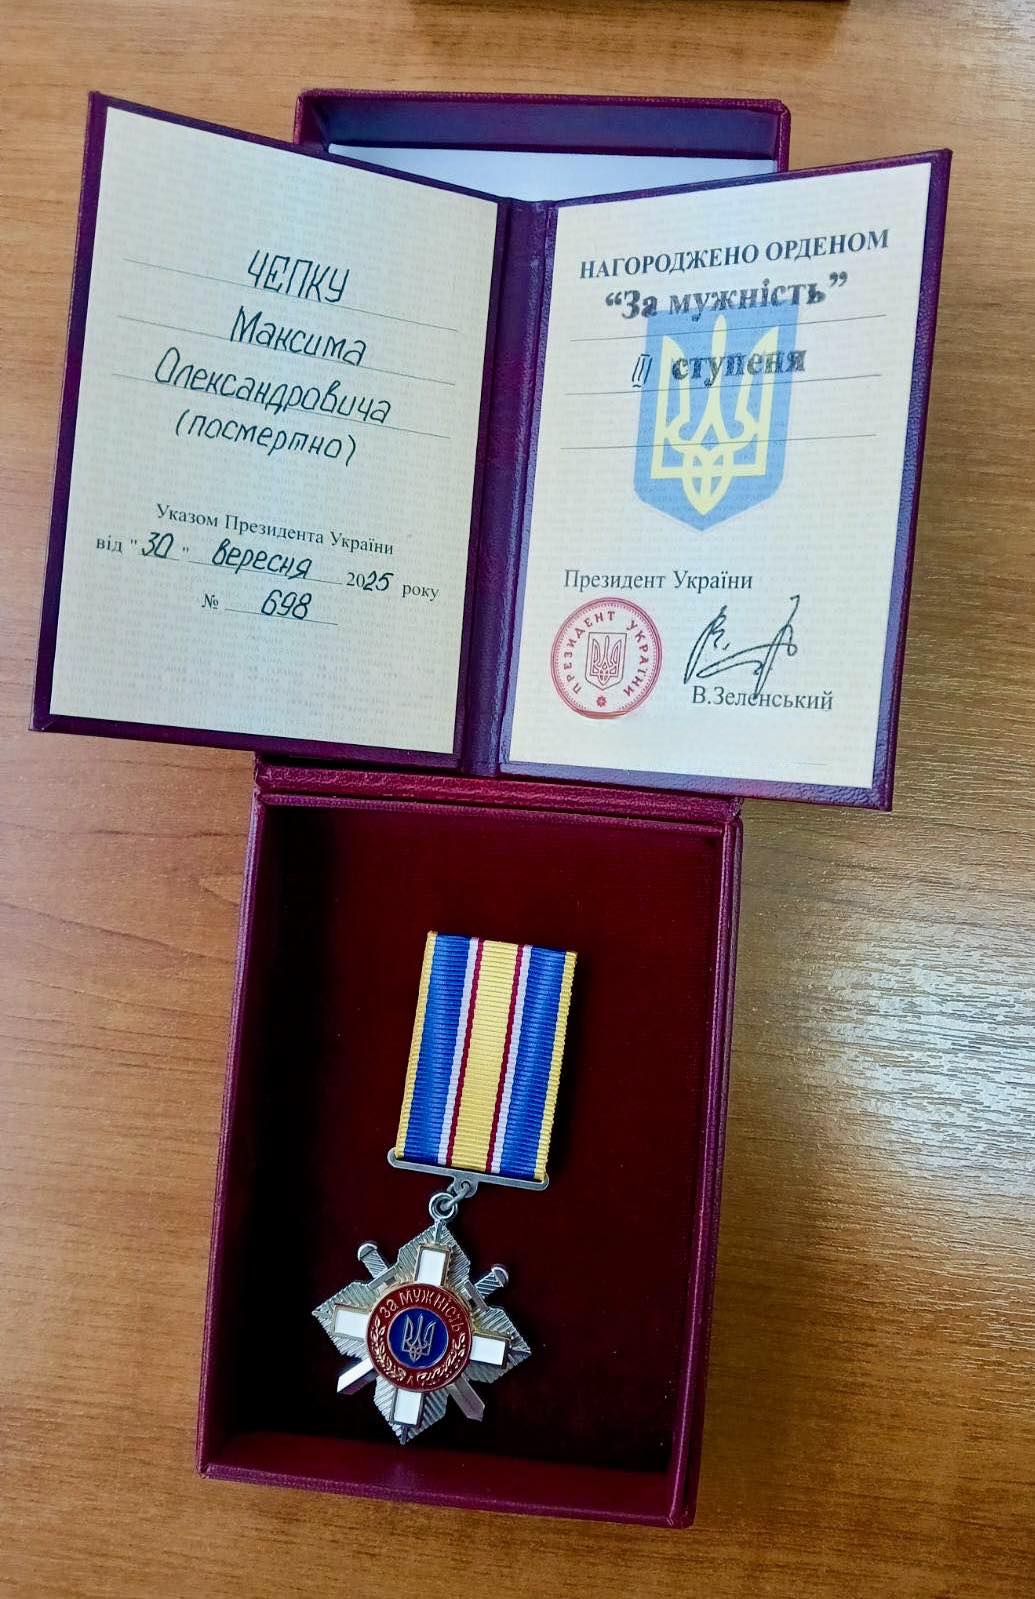 ЧЕПКУ
Максима
Олександровича
(посмертно)
Указом Президента України
від "30" вересня 2025 року
№ 698
НАГОРОДЖЕНО ОРДЕНОМ
“За мужність”
III ступеня
Президент України
ПРЕЗИДЕНТ УКРАЇНИ
В.Зеленський
ЗА МУЖНІСТЬ